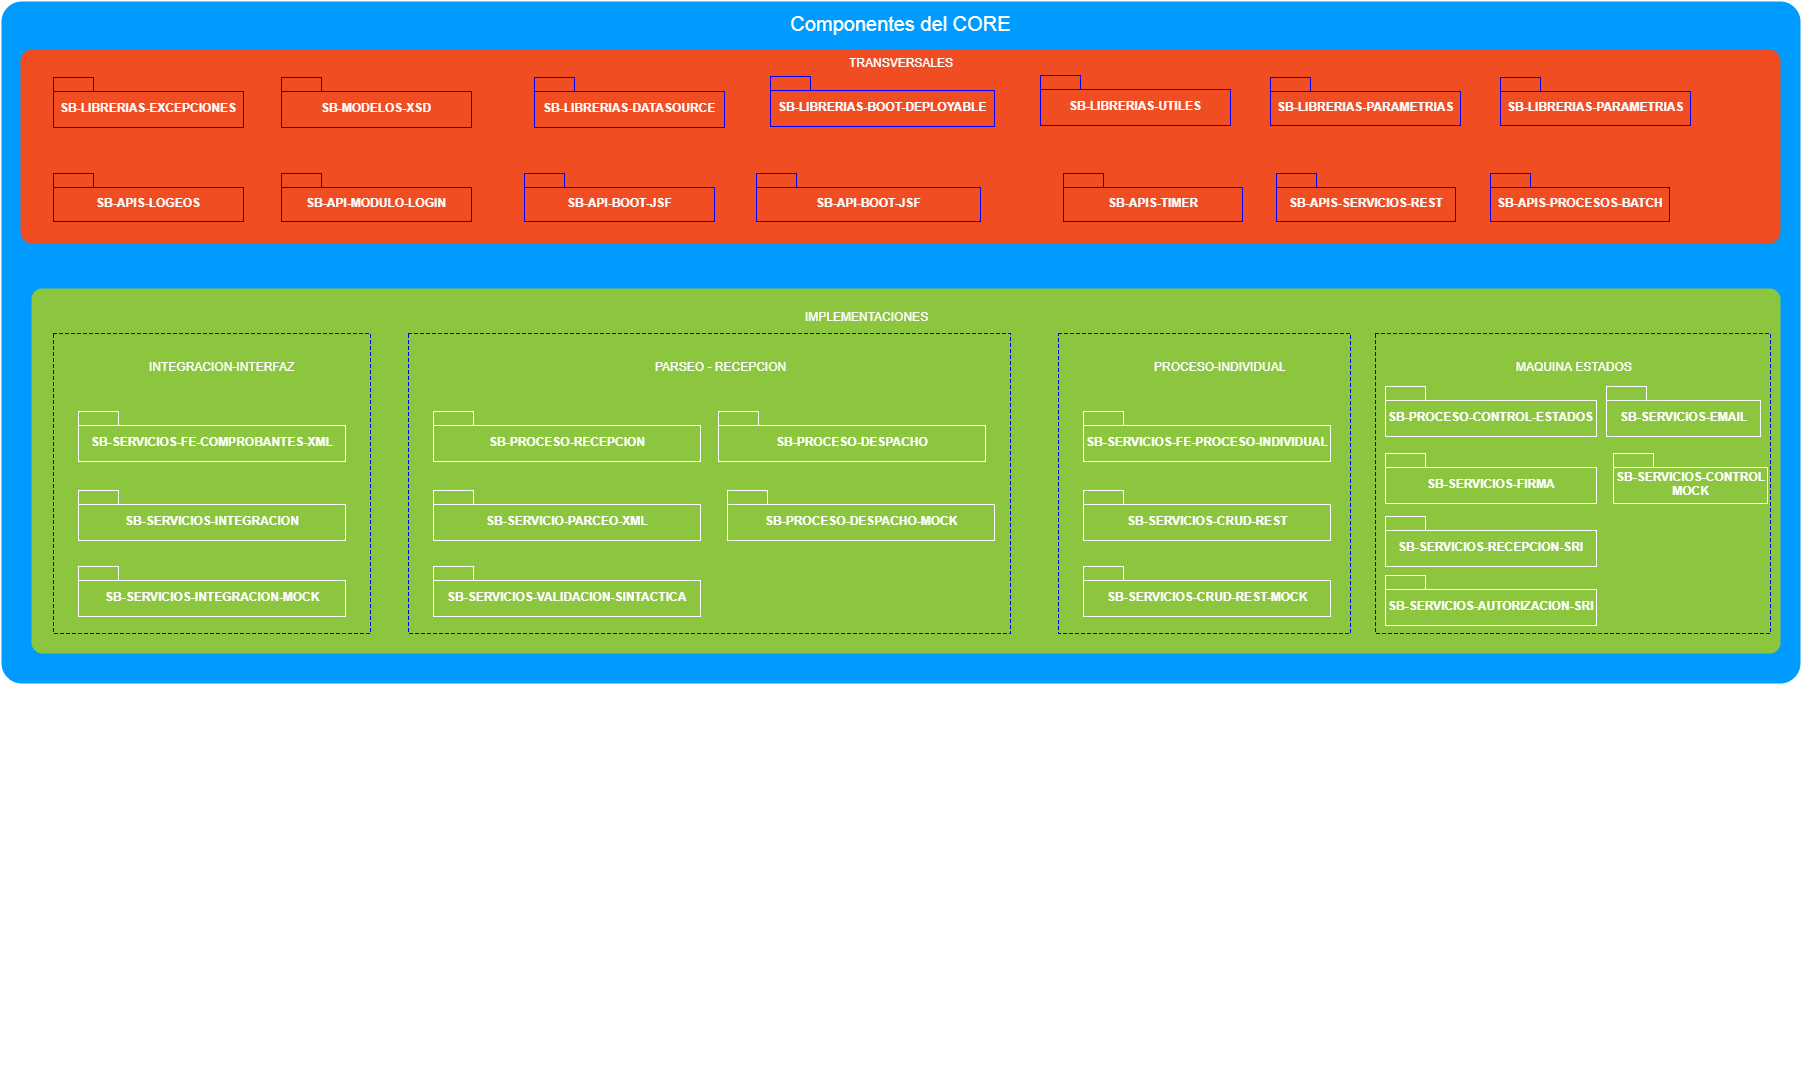 Componentes del CORE
TRANSVERSALES
SB-LIBRERIAS-EXCEPCIONES
SB-MODELOS-XSD
SB-LIBRERIAS-DATASOURCE
SB-LIBRERIAS-BOOT-DEPLOYABLE
SB-LIBRERIAS-UTILES
SB-LIBRERIAS-PARAMETRIAS
SB-LIBRERIAS-PARAMETRIAS
SB-APIS-LOGEOS
SB-API-MODULO-LOGIN
SB-API-BOOT-JSF
SB-API-BOOT-JSF
SB-APIS-TIMER
SB-APIS-SERVICIOS-REST
SB-APIS-PROCESOS-BATCH
IMPLEMENTACIONES
INTEGRACION-INTERFAZ
SB-SERVICIOS-FE-COMPROBANTES-XML
SB-SERVICIOS-INTEGRACION
SB-SERVICIOS-INTEGRACION-MOCK
PARSEO - RECEPCION
SB-PROCESO-RECEPCION
SB-PROCESO-DESPACHO
SB-SERVICIO-PARCEO-XML
SB-PROCESO-DESPACHO-MOCK
SB-SERVICIOS-VALIDACION-SINTACTICA
PROCESO-INDIVIDUAL
SB-SERVICIOS-FE-PROCESO-INDIVIDUAL
SB-SERVICIOS-CRUD-REST
SB-SERVICIOS-CRUD-REST-MOCK
MAQUINA ESTADOS
SB-PROCESO-CONTROL-ESTADOS
SB-SERVICIOS-EMAIL
SB-SERVICIOS-FIRMA
SB-SERVICIOS-CONTROL
MOCK
SB-SERVICIOS-RECEPCION-SRI
SB-SERVICIOS-AUTORIZACION-SRI